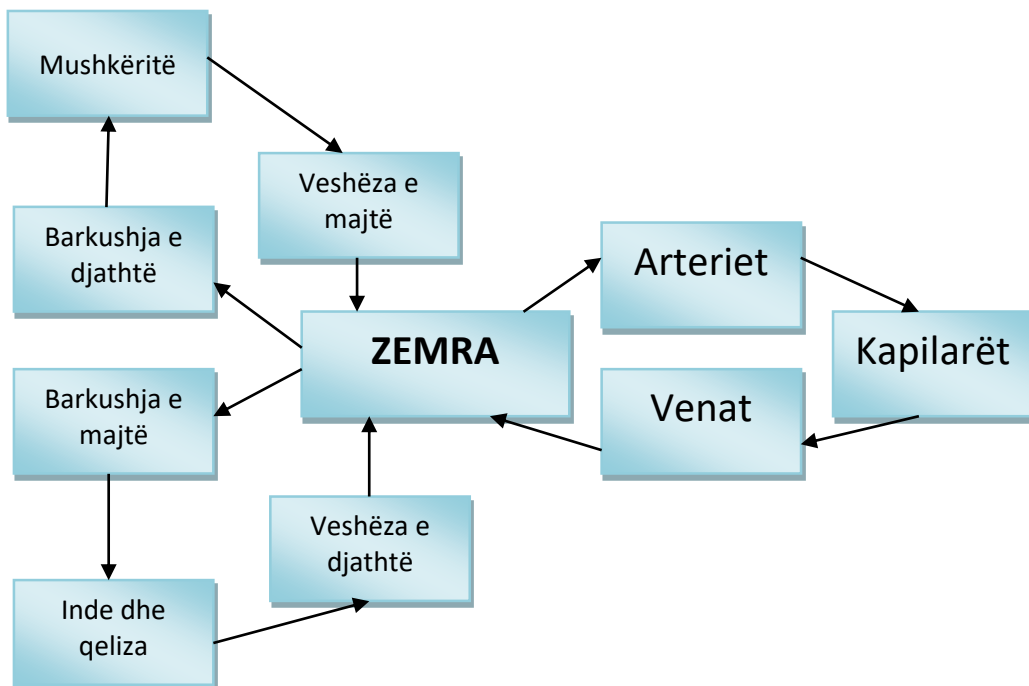 Mushkëritë
Veshëza e
majtë
Barkushja e
djathtë
Arteriet
ZEMRA
Kapilarët
Barkushja e
majtë
Venat
Veshëza e
djathtë
Inde dhe
qeliza